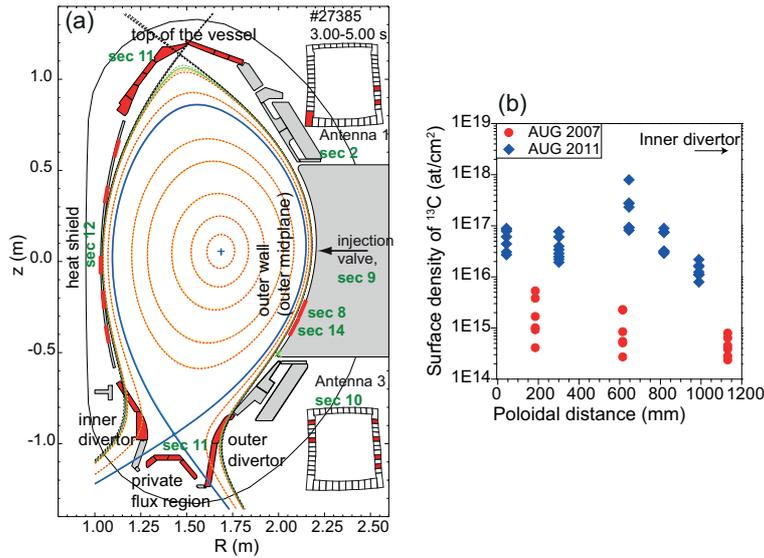 (a)
#27385
3.00-5.00 s
top of the vessel
sec 11
1.0
Antenna 1
sec 2
0.5
z (m)
heat shield
sec 12
outer wall
(outer midplane)
injection
valve,
sec 9
0.0
sec 8
sec 14
-0.5
Antenna 3
sec 10
inner
divertor
sec 11
outer
divertor
-1.0
private
flux region
1.00 1.25 1.50 1.75 2.00 2.25 2.50
R (m)
(b)
1E19
AUG 2007
AUG 2011
Inner divertor
1E18
1E17
1E16
1E15
1E14
Surface density of ¹³C (at/cm²)
0 200 400 600 800 1000 1200
Poloidal distance (mm)